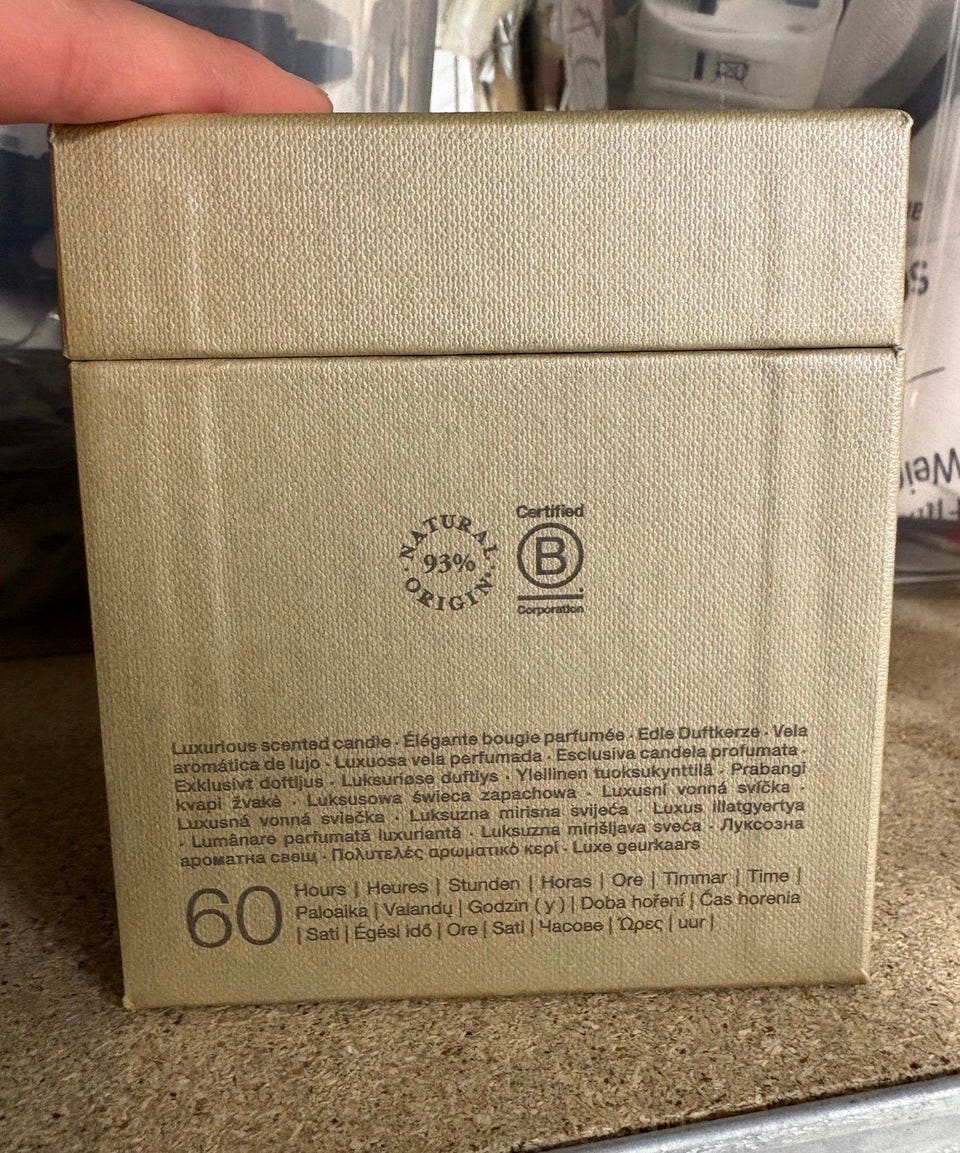 NATURAL
93%
ORIGIN
Certified
B
Corporation
Luxurious scented candle · Élégante bougie parfumée · Edle Duftkerze · Vela
aromática de lujo · Luxuosa vela perfumada · Esclusiva candela profumata ·
Exklusivt doftljus · Luksuriøse duftlys · Ylellinen tuoksukynttilä · Prabangi
kvapi žvakė · Luksusowa świeca zapachowa · Luxusní vonná svíčka ·
Luxusná vonná sviečka · Luksuzna mirisna svijeća · Luxus illatgyertya
· Lumânare parfumată luxuriantă · Luksuzna mirišljava sveća · Луксозна
ароматна свещ · Πολυτελές αρωματικό κερί · Luxe geurkaars
60
Hours | Heures | Stunden | Horas | Ore | Timmar | Time |
Paloaika | Valandų | Godzin ( y ) | Doba hoření | Čas horenia
| Sati | Égési idő | Ore | Sati | Часове | Ώρες | uur |